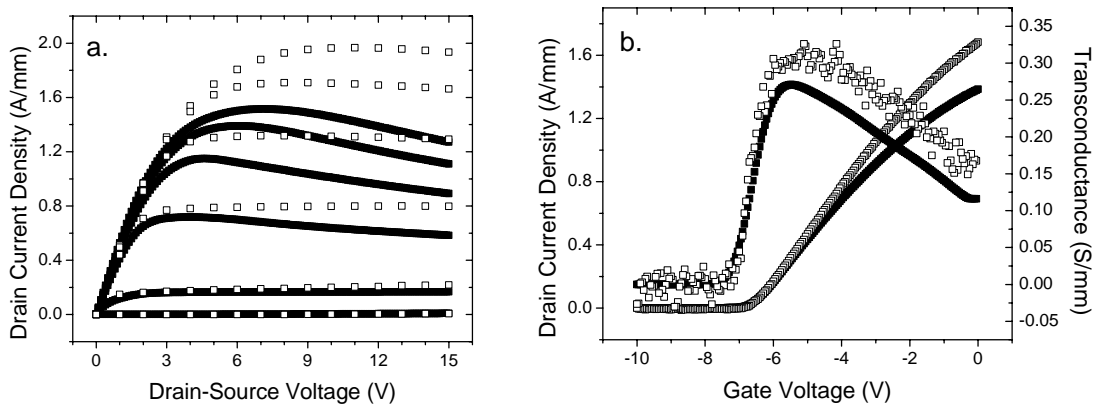 a.
2.0
1.6
1.2
0.8
0.4
0.0
Drain Current Density (A/mm)
0 3 6 9 12 15
Drain-Source Voltage (V)
b.
1.6
1.2
0.8
0.4
0.0
Drain Current Density (A/mm)
0.35
0.30
0.25
0.20
0.15
0.10
0.05
0.00
-0.05
Transconductance (S/mm)
-10 -8 -6 -4 -2 0
Gate Voltage (V)